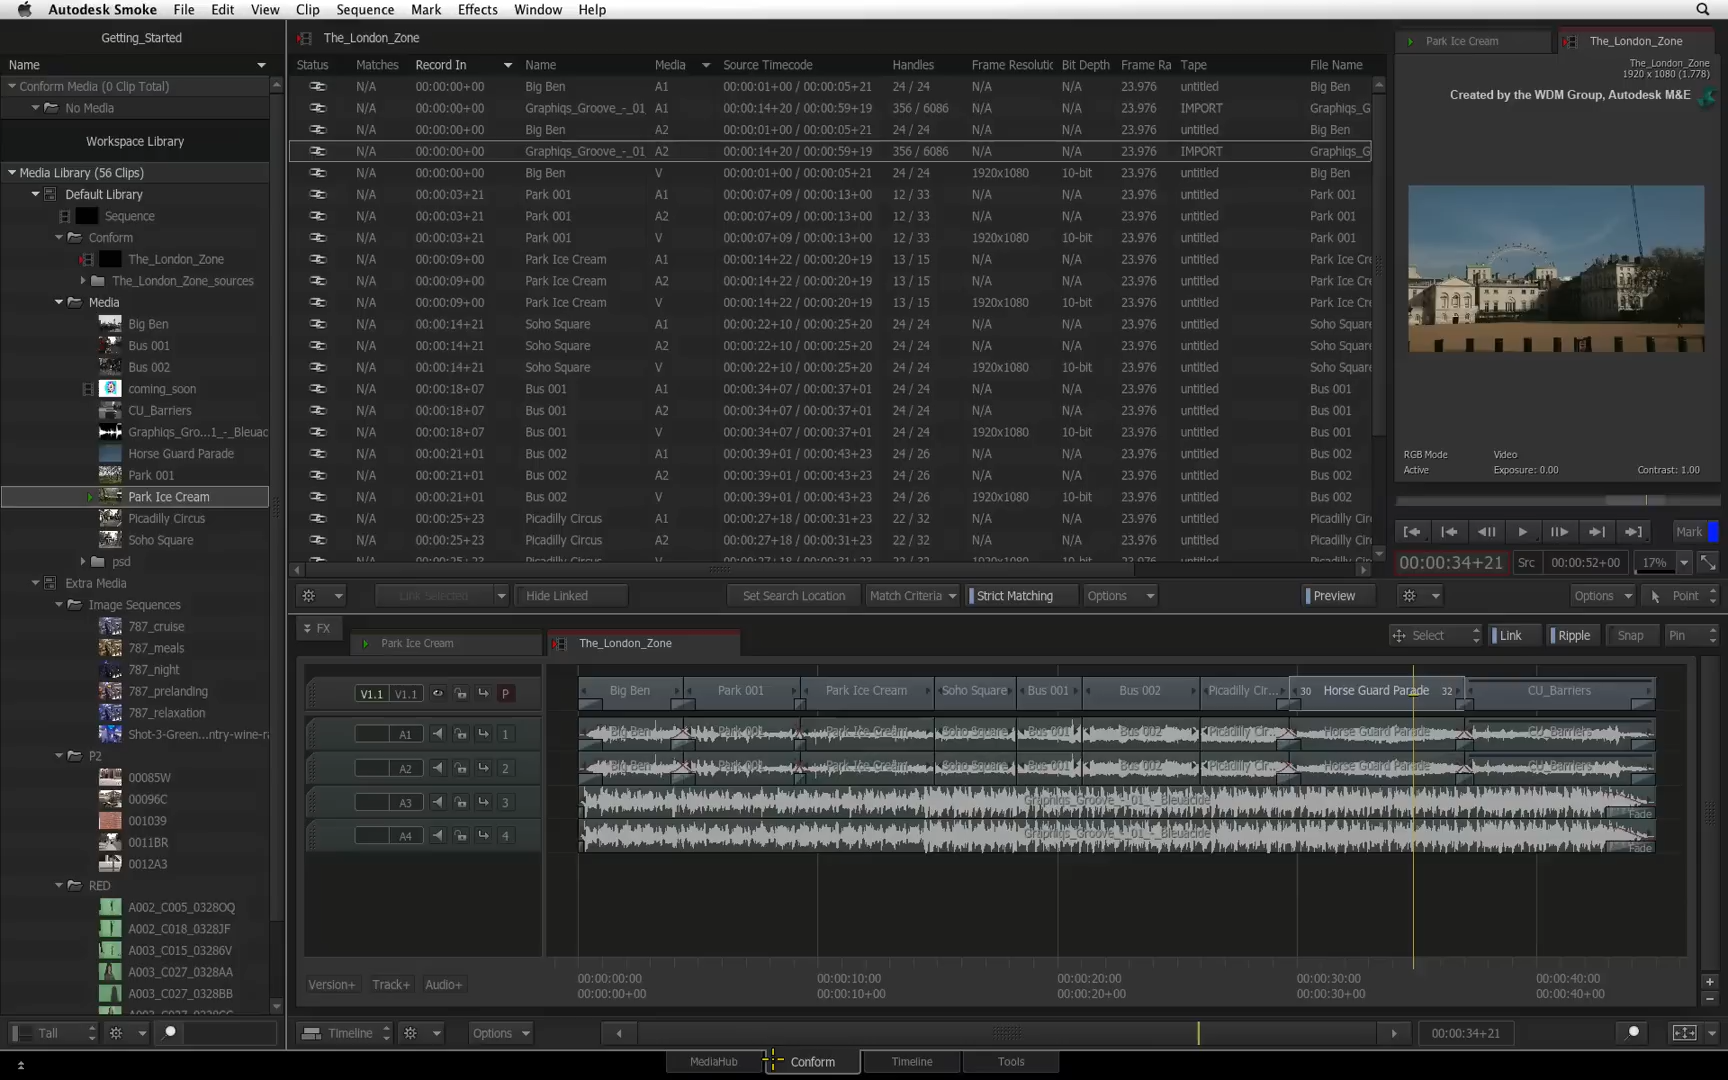 Autodesk Smoke File Edit View Clip Sequence Mark Effects Window Help
Getting_Started
Name
Conform Media (0 Clip Total)
No Media
Workspace Library
Media Library (56 Clips)
Default Library
Sequence
Conform
The_London_Zone
The_London_Zone_sources
Media
Big Ben
Bus 001
Bus 002
coming_soon
CU_Barriers
Graphiqs_Gro...1_-_Bleuac
Horse Guard Parade
Park 001
Park Ice Cream
Picadilly Circus
Soho Square
psd
Extra Media
Image Sequences
787_cruise
787_meals
787_night
787_prelanding
787_relaxation
Shot-3-Green...ntry-wine-ra
P2
00085W
00096C
001039
0011BR
0012A3
RED
A002_C005_0328OQ
A002_C018_0328JF
A003_C015_03286V
A003_C027_0328AA
A003_C027_0328BB
Tall
The_London_Zone
Status Matches Record In Name Media Source Timecode Handles Frame Resolutic Bit Depth Frame Ra Tape File Name
N/A 00:00:00+00 Big Ben A1 00:00:01+00 / 00:00:05+21 24 / 24 N/A N/A 23.976 untitled Big Ben
N/A 00:00:00+00 Graphiqs_Groove_-_01_ A1 00:00:14+20 / 00:00:59+19 356 / 6086 N/A N/A 23.976 IMPORT Graphiqs_G
N/A 00:00:00+00 Big Ben A2 00:00:01+00 / 00:00:05+21 24 / 24 N/A N/A 23.976 untitled Big Ben
N/A 00:00:00+00 Graphiqs_Groove_-_01_ A2 00:00:14+20 / 00:00:59+19 356 / 6086 N/A N/A 23.976 IMPORT Graphiqs_G
N/A 00:00:00+00 Big Ben V 00:00:01+00 / 00:00:05+21 24 / 24 1920x1080 10-bit 23.976 untitled Big Ben
N/A 00:00:03+21 Park 001 A1 00:00:07+09 / 00:00:13+00 12 / 33 N/A N/A 23.976 untitled Park 001
N/A 00:00:03+21 Park 001 A2 00:00:07+09 / 00:00:13+00 12 / 33 N/A N/A 23.976 untitled Park 001
N/A 00:00:03+21 Park 001 V 00:00:07+09 / 00:00:13+00 12 / 33 1920x1080 10-bit 23.976 untitled Park 001
N/A 00:00:09+00 Park Ice Cream A1 00:00:14+22 / 00:00:20+19 13 / 15 N/A N/A 23.976 untitled Park Ice Cr
N/A 00:00:09+00 Park Ice Cream A2 00:00:14+22 / 00:00:20+19 13 / 15 N/A N/A 23.976 untitled Park Ice Cr
N/A 00:00:09+00 Park Ice Cream V 00:00:14+22 / 00:00:20+19 13 / 15 1920x1080 10-bit 23.976 untitled Park Ice Cr
N/A 00:00:14+21 Soho Square A1 00:00:22+10 / 00:00:25+20 24 / 24 N/A N/A 23.976 untitled Soho Squar
N/A 00:00:14+21 Soho Square A2 00:00:22+10 / 00:00:25+20 24 / 24 N/A N/A 23.976 untitled Soho Squar
N/A 00:00:14+21 Soho Square V 00:00:22+10 / 00:00:25+20 24 / 24 1920x1080 10-bit 23.976 untitled Soho Squar
N/A 00:00:18+07 Bus 001 A1 00:00:34+07 / 00:00:37+01 24 / 24 N/A N/A 23.976 untitled Bus 001
N/A 00:00:18+07 Bus 001 A2 00:00:34+07 / 00:00:37+01 24 / 24 N/A N/A 23.976 untitled Bus 001
N/A 00:00:18+07 Bus 001 V 00:00:34+07 / 00:00:37+01 24 / 24 1920x1080 10-bit 23.976 untitled Bus 001
N/A 00:00:21+01 Bus 002 A1 00:00:39+01 / 00:00:43+23 24 / 26 N/A N/A 23.976 untitled Bus 002
N/A 00:00:21+01 Bus 002 A2 00:00:39+01 / 00:00:43+23 24 / 26 N/A N/A 23.976 untitled Bus 002
N/A 00:00:21+01 Bus 002 V 00:00:39+01 / 00:00:43+23 24 / 26 1920x1080 10-bit 23.976 untitled Bus 002
N/A 00:00:25+23 Picadilly Circus A1 00:00:27+18 / 00:00:31+23 22 / 32 N/A N/A 23.976 untitled Picadilly Ci
N/A 00:00:25+23 Picadilly Circus A2 00:00:27+18 / 00:00:31+23 22 / 32 N/A N/A 23.976 untitled Picadilly Ci
Link Selected Hide Linked Set Search Location Match Criteria Strict Matching Options Preview Options Point
Park Ice Cream The_London_Zone
The_London_Zone
1920 x 1080 (1.778)
Created by the WDM Group, Autodesk M&E
RGB Mode Video
Active Exposure: 0.00 Contrast: 1.00
Mark
00:00:34+21 Src 00:00:52+00 17%
FX Park Ice Cream The_London_Zone Select Link Ripple Snap Pin
V1.1 V1.1 P Big Ben Park 001 Park Ice Cream Soho Square Bus 001 Bus 002 Picadilly Cir... 30 Horse Guard Parade 32 CU_Barriers
A1 1 Big Ben Park 001 Park Ice Cream Soho Square Bus 001 Bus 002 Picadilly Cir... Horse Guard Parade CU_Barriers
A2 2 Big Ben Park 001 Park Ice Cream Soho Square Bus 001 Bus 002 Picadilly Cir... Horse Guard Parade CU_Barriers
A3 3 Graphiqs_Groove_-_01_-_Bleuacide Fade
A4 4 Graphiqs_Groove_-_01_-_Bleuacide Fade
Version+ Track+ Audio+
00:00:00:00 00:00:10:00 00:00:20:00 00:00:30:00 00:00:40:00
00:00:00+00 00:00:10+00 00:00:20+00 00:00:30+00 00:00:40+00
Timeline Options 00:00:34+21
MediaHub Conform Timeline Tools